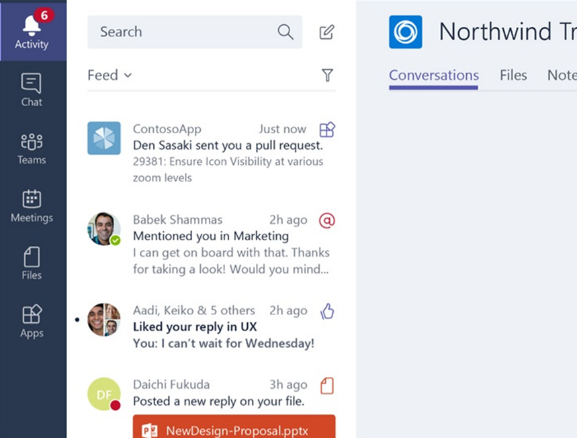 6
Activity
Chat
Teams
Meetings
Files
Apps
Search
Feed
ContosoApp Just now
Den Sasaki sent you a pull request.
29381: Ensure Icon Visibility at various
zoom levels
Babek Shammas 2h ago
@
Mentioned you in Marketing
I can get on board with that. Thanks
for taking a look! Would you mind...
Aadi, Keiko & 5 others 2h ago
Liked your reply in UX
You: I can't wait for Wednesday!
DF
Daichi Fukuda 3h ago
Posted a new reply on your file.
P
NewDesign-Proposal.pptx
Northwind Tr
Conversations Files Note